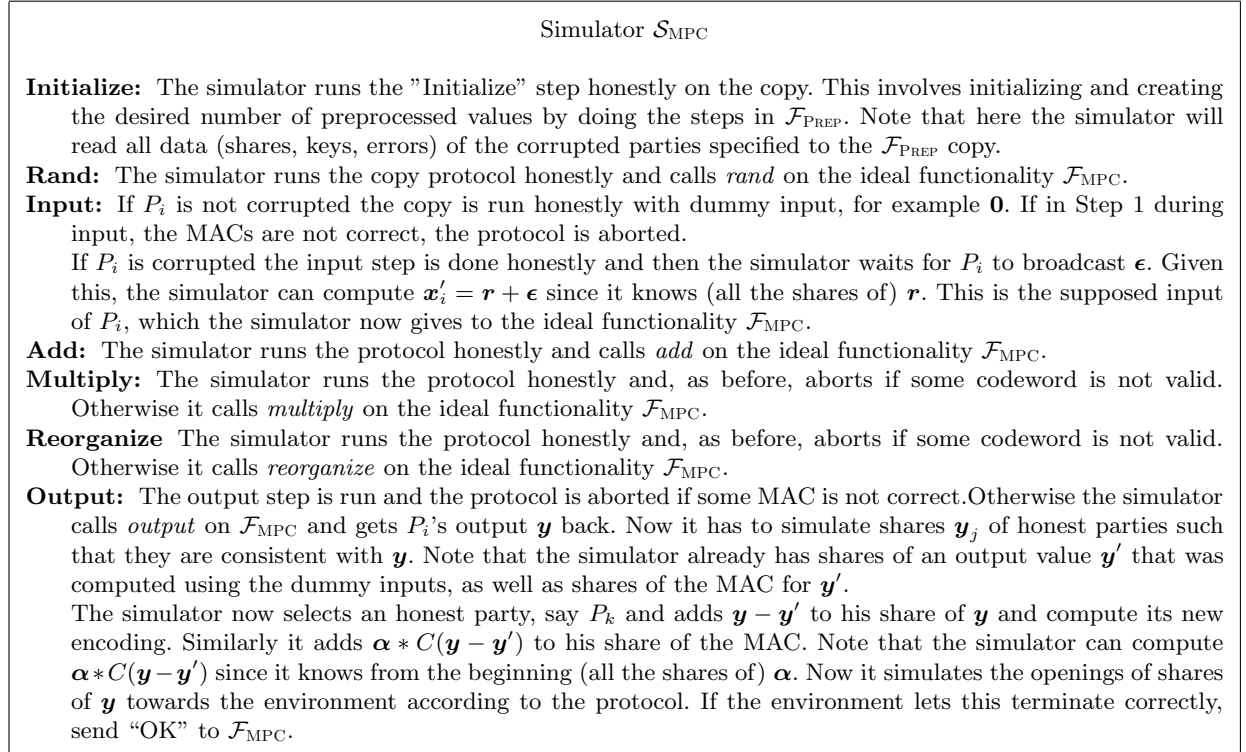 Simulator 𝒮_MPC
Initialize: The simulator runs the ”Initialize” step honestly on the copy. This involves initializing and creating
the desired number of preprocessed values by doing the steps in ℱ_PREP. Note that here the simulator will
read all data (shares, keys, errors) of the corrupted parties specified to the ℱ_PREP copy.
Rand: The simulator runs the copy protocol honestly and calls rand on the ideal functionality ℱ_MPC.
Input: If P_i is not corrupted the copy is run honestly with dummy input, for example 0. If in Step 1 during
input, the MACs are not correct, the protocol is aborted.
If P_i is corrupted the input step is done honestly and then the simulator waits for P_i to broadcast ϵ. Given
this, the simulator can compute x′_i = r + ϵ since it knows (all the shares of) r. This is the supposed input
of P_i, which the simulator now gives to the ideal functionality ℱ_MPC.
Add: The simulator runs the protocol honestly and calls add on the ideal functionality ℱ_MPC.
Multiply: The simulator runs the protocol honestly and, as before, aborts if some codeword is not valid.
Otherwise it calls multiply on the ideal functionality ℱ_MPC.
Reorganize The simulator runs the protocol honestly and, as before, aborts if some codeword is not valid.
Otherwise it calls reorganize on the ideal functionality ℱ_MPC.
Output: The output step is run and the protocol is aborted if some MAC is not correct.Otherwise the simulator
calls output on ℱ_MPC and gets P_i’s output y back. Now it has to simulate shares y_j of honest parties such
that they are consistent with y. Note that the simulator already has shares of an output value y′ that was
computed using the dummy inputs, as well as shares of the MAC for y′.
The simulator now selects an honest party, say P_k and adds y − y′ to his share of y and compute its new
encoding. Similarly it adds α ∗ C(y − y′) to his share of the MAC. Note that the simulator can compute
α ∗ C(y − y′) since it knows from the beginning (all the shares of) α. Now it simulates the openings of shares
of y towards the environment according to the protocol. If the environment lets this terminate correctly,
send “OK” to ℱ_MPC.